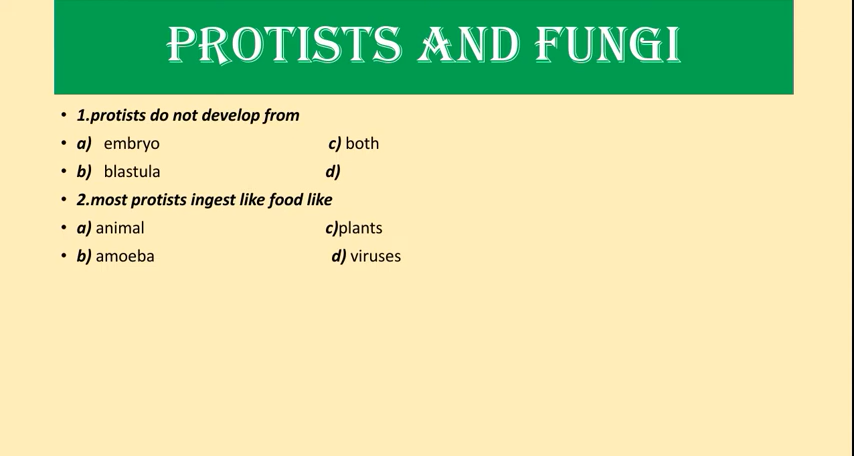 PROTISTS AND FUNGI
• 1.protists do not develop from
• a) embryo c) both
• b) blastula d)
• 2.most protists ingest like food like
• a) animal c)plants
• b) amoeba d) viruses